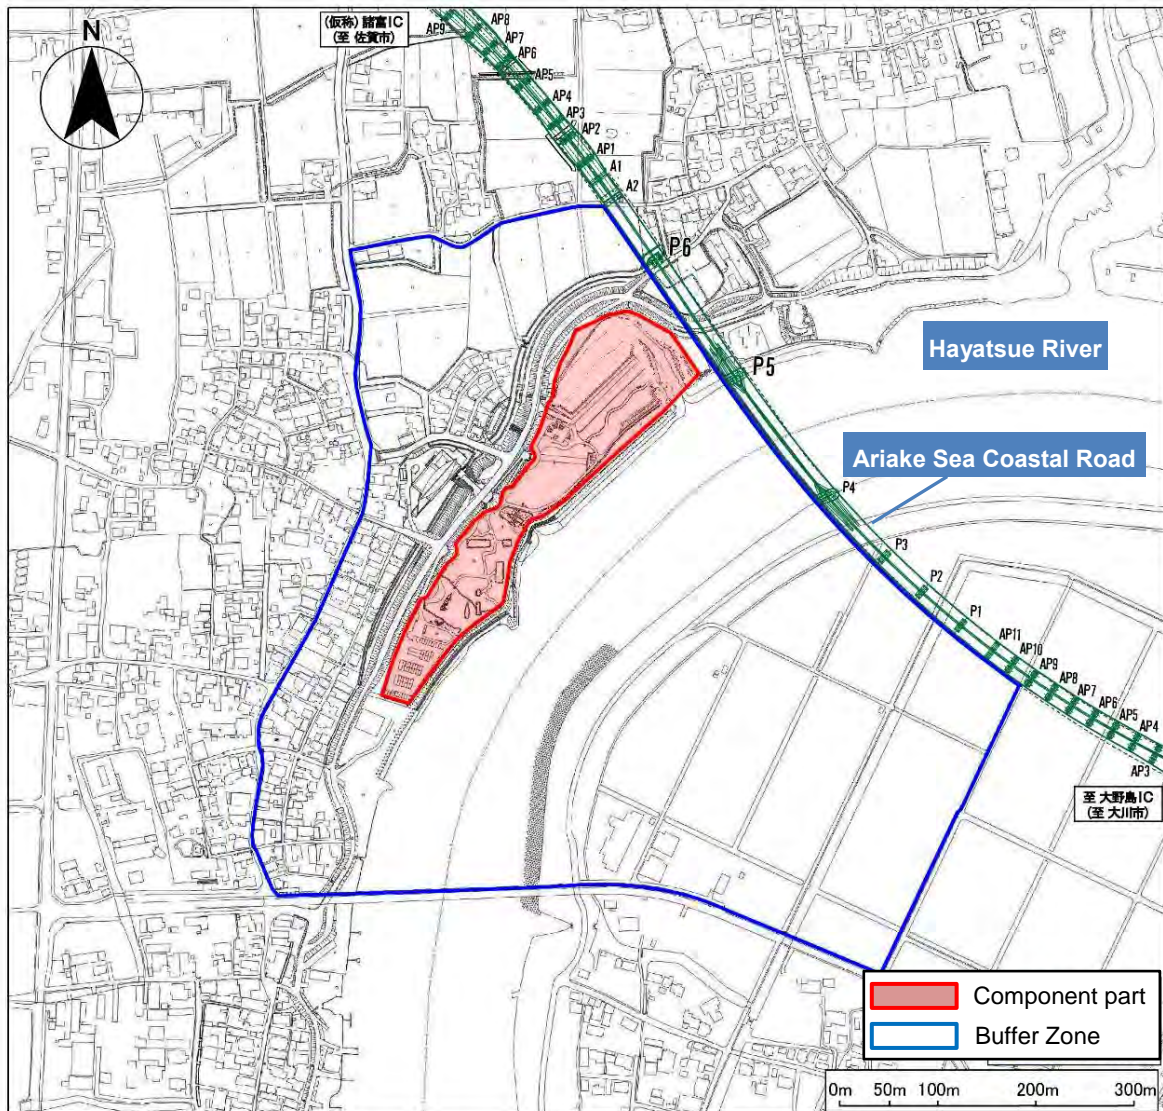 N
(仮称) 諸富IC
(至 佐賀市)
AP9
AP8
AP7
AP6
AP5
AP4
AP3
AP2
AP1
A1
A2
P6
P5
Hayatsue River
Ariake Sea Coastal Road
P4
P3
P2
P1
AP11
AP10
AP9
AP8
AP7
AP6
AP5
AP4
AP3
至 大野島IC
(至 大川市)
Component part
Buffer Zone
0m 50m 100m 200m 300m